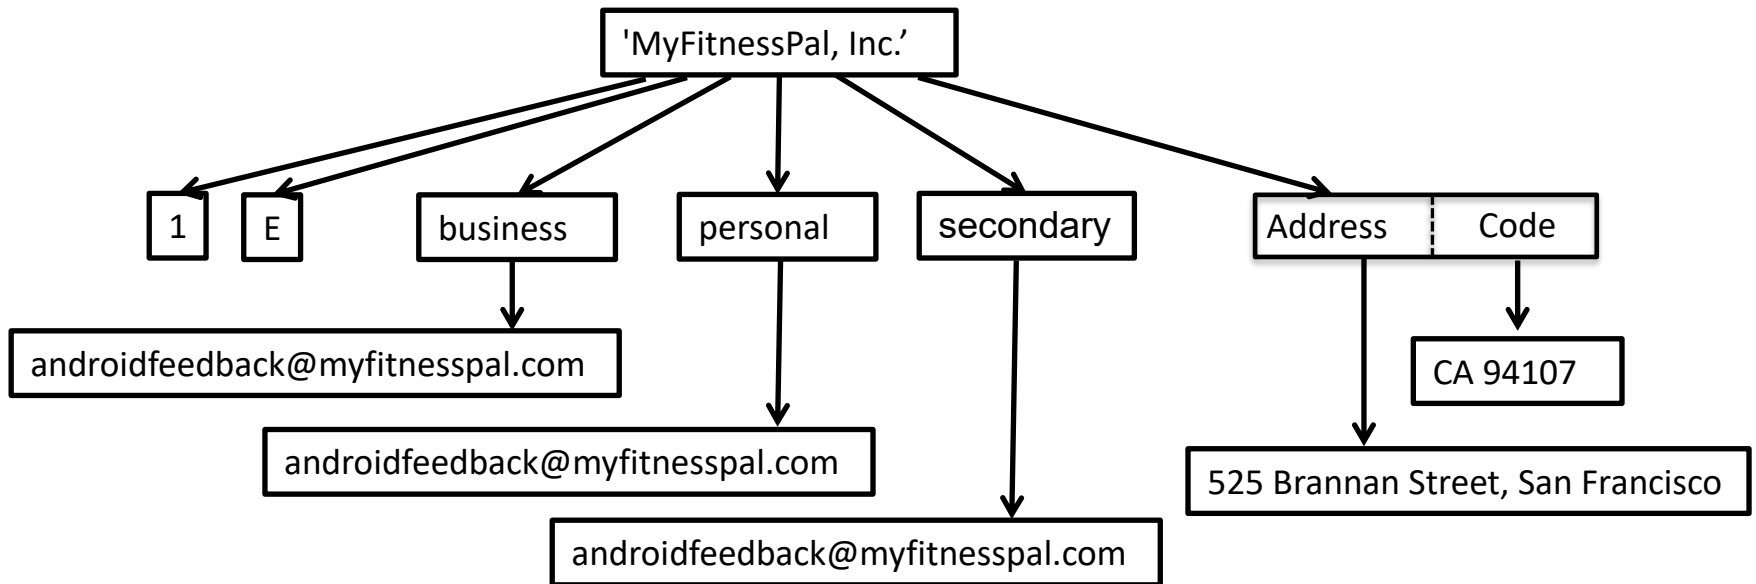 'MyFitnessPal, Inc.’
1
E
business
personal
secondary
Address
Code
androidfeedback@myfitnesspal.com
CA 94107
androidfeedback@myfitnesspal.com
525 Brannan Street, San Francisco
androidfeedback@myfitnesspal.com